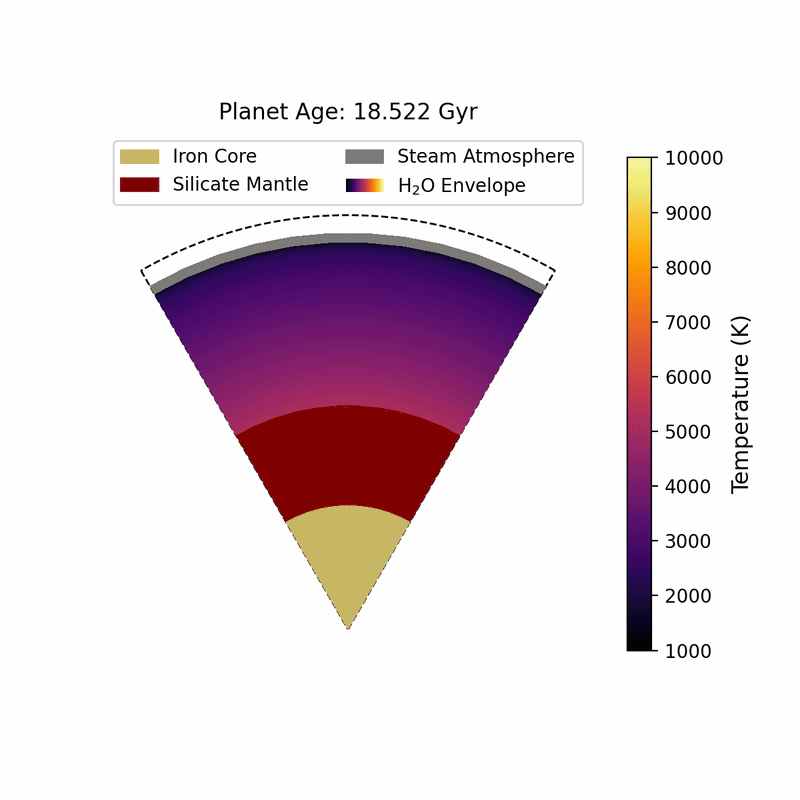 Planet Age: 18.522 Gyr
Iron Core
Steam Atmosphere
Silicate Mantle
H₂O Envelope
10000
9000
8000
7000
6000
5000
4000
3000
2000
1000
Temperature (K)